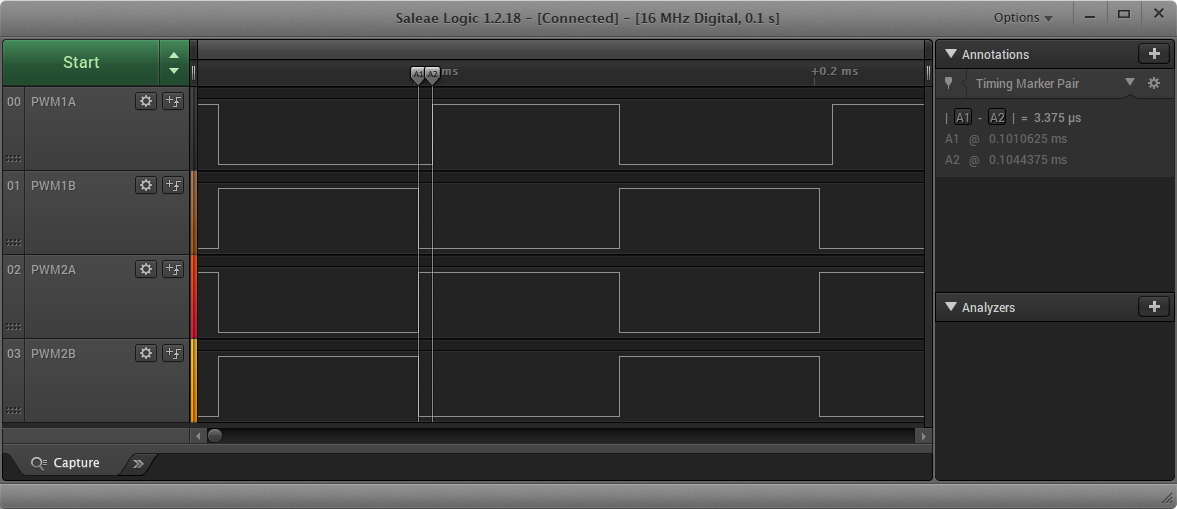 Saleae Logic 1.2.18 – [Connected] – [16 MHz Digital, 0.1 s]
Options
Start
A1 A2 ms
+0.2 ms
00 PWM1A
01 PWM1B
02 PWM2A
03 PWM2B
Annotations
Timing Marker Pair
| A1 - A2 | = 3.375 µs
A1 @ 0.1010625 ms
A2 @ 0.1044375 ms
Analyzers
Capture